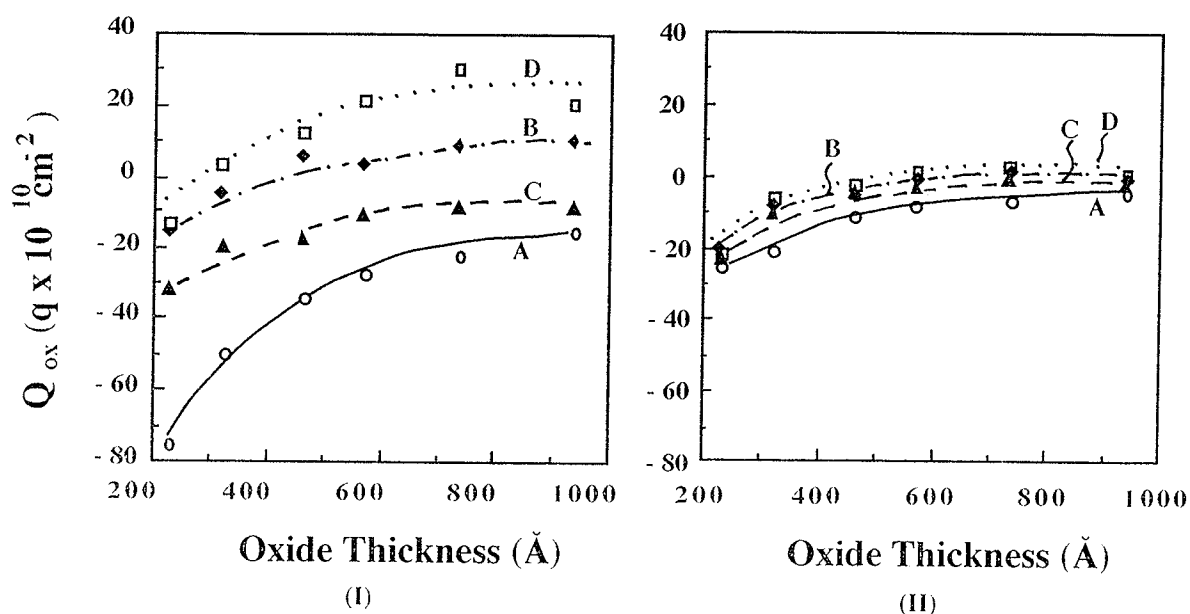 40
20
0
- 20
- 40
- 60
- 80
Q ox (q x 10 10 cm-2)
D
B
C
A
200 400 600 800 1000
Oxide Thickness (Å)
(I)
40
20
0
- 20
- 40
- 60
- 80
B
C
D
A
200 400 600 800 1000
Oxide Thickness (Å)
(II)